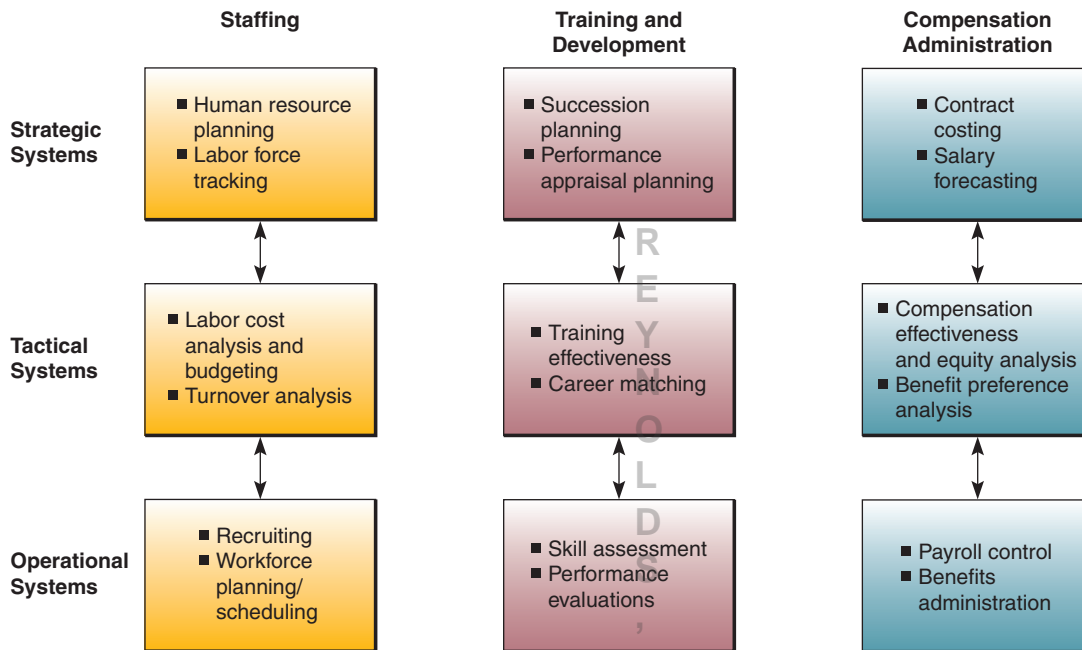 Staffing
Training and
Development
Compensation
Administration
Strategic
Systems
■ Human resource
planning
■ Labor force
tracking
■ Succession
planning
■ Performance
appraisal planning
■ Contract
costing
■ Salary
forecasting
Tactical
Systems
■ Labor cost
analysis and
budgeting
■ Turnover analysis
■ Training
effectiveness
■ Career matching
■ Compensation
effectiveness
and equity analysis
■ Benefit preference
analysis
Operational
Systems
■ Recruiting
■ Workforce
planning/
scheduling
■ Skill assessment
■ Performance
evaluations
■ Payroll control
■ Benefits
administration
REYNOLDS,